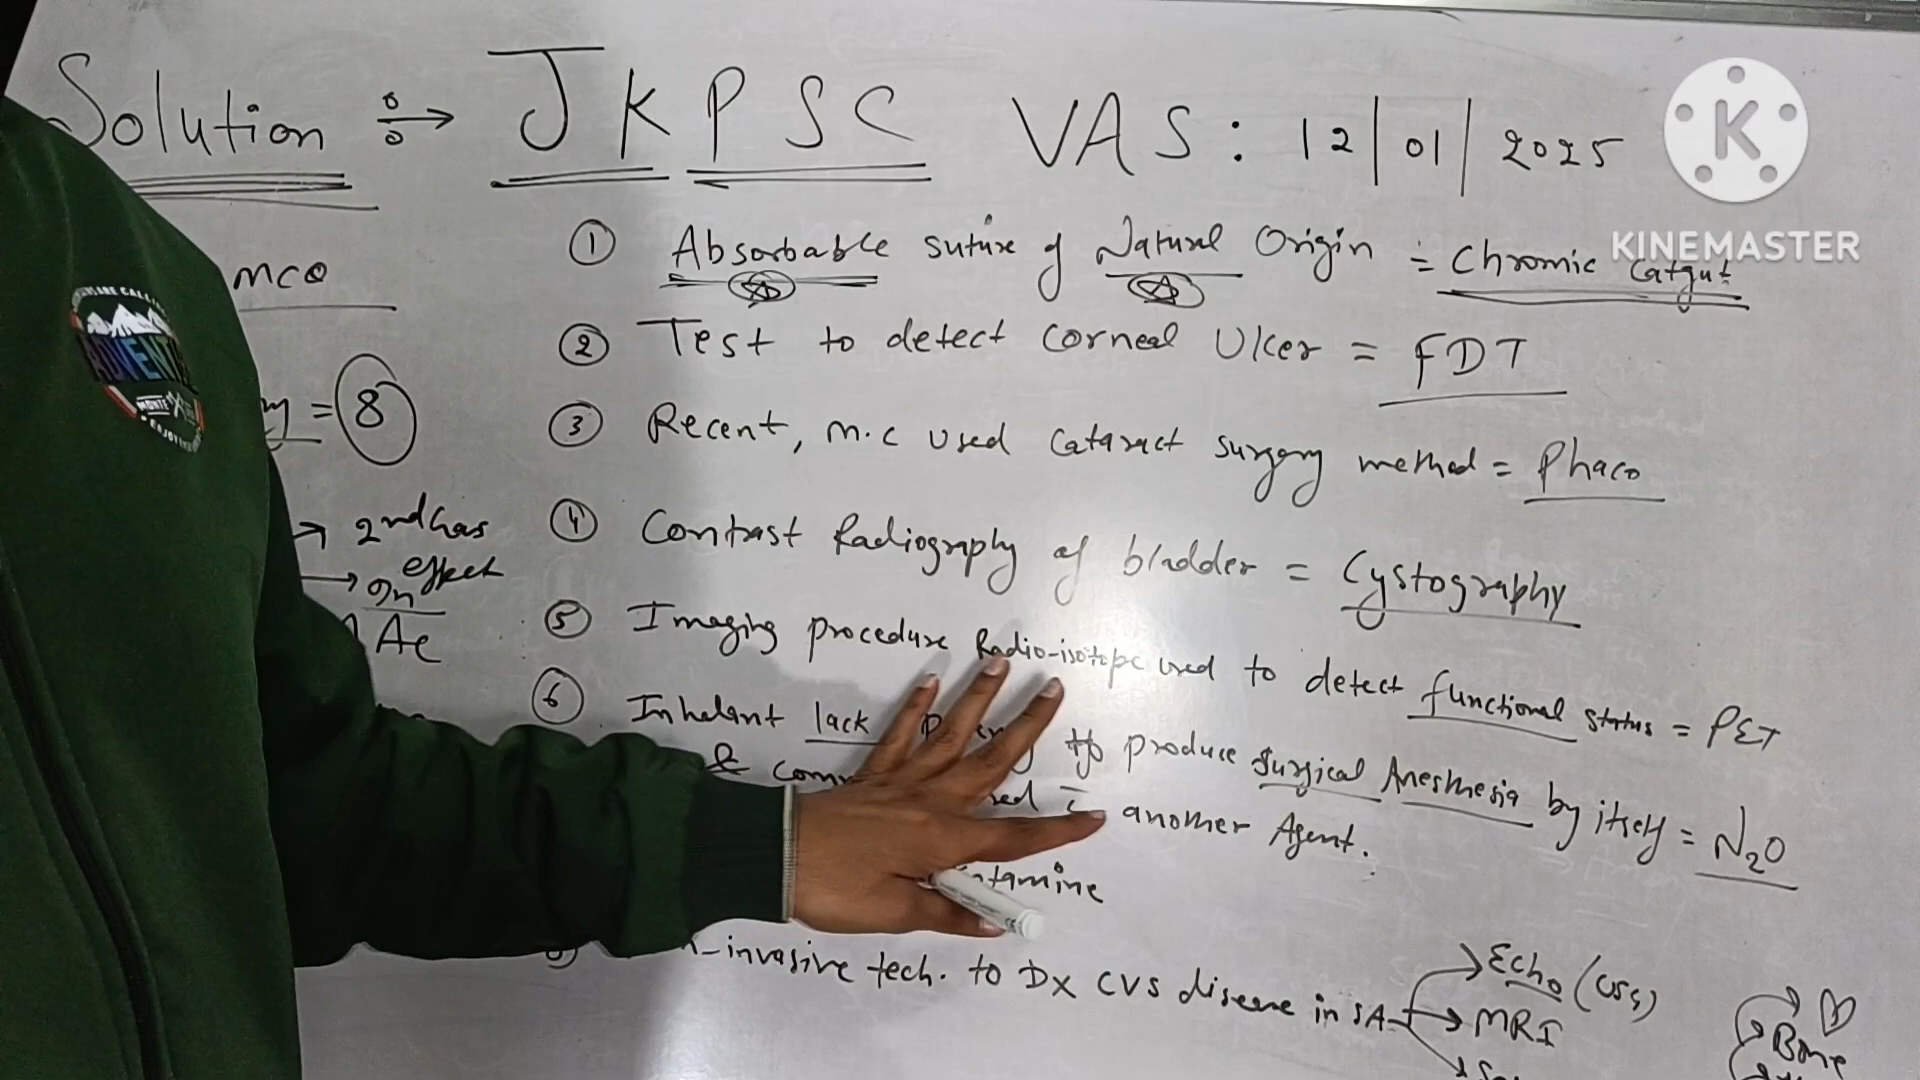 Solution ÷→ JKPSC VAS: 12/01/2025
KINEMASTER
MCQ
① Absorbable suture of Natural Origin = Chromic Catgut
② Test to detect corneal Ulcer = FDT
= 8
③ Recent, m.c used Cataract surgery method = Phaco
→ 2nd Gas
effect
④ Contrast Radiography of bladder = Cystography
Ae
⑤ Imaging procedure Radio-isotope used to detect functional status = PET
⑥ Inhalant lack to produce surgical Anesthesia by itself = N2O
& another Agent.
-invasive tech. to Dx CVS disease in SA
→ Echo
→ MRI
Bone
MONTE